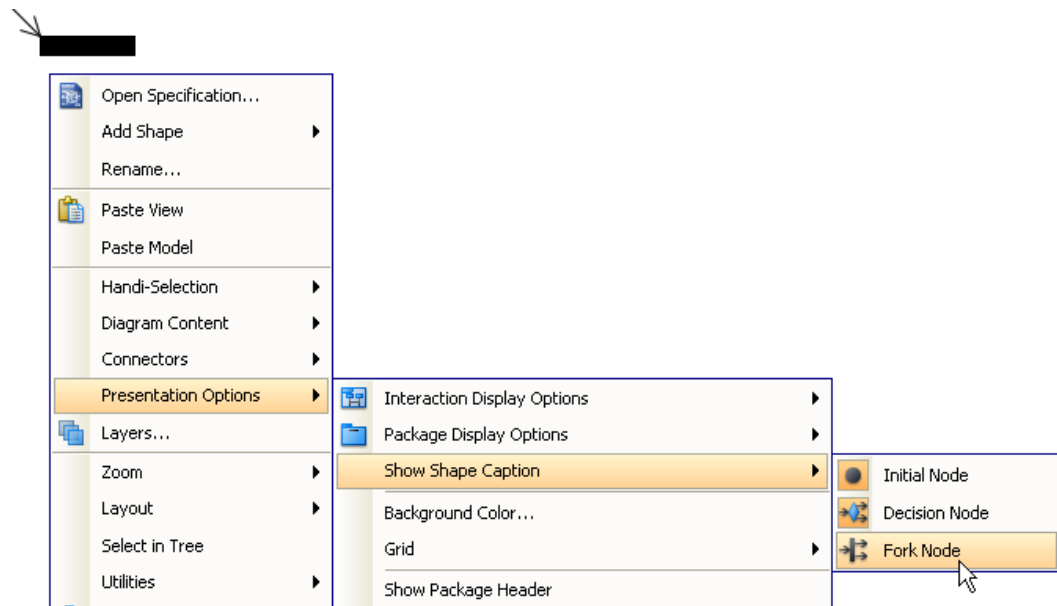 Open Specification...
Add Shape
Rename...
Paste View
Paste Model
Handi-Selection
Diagram Content
Connectors
Presentation Options
Layers...
Zoom
Layout
Select in Tree
Utilities
Interaction Display Options
Package Display Options
Show Shape Caption
Background Color...
Grid
Show Package Header
Initial Node
Decision Node
Fork Node